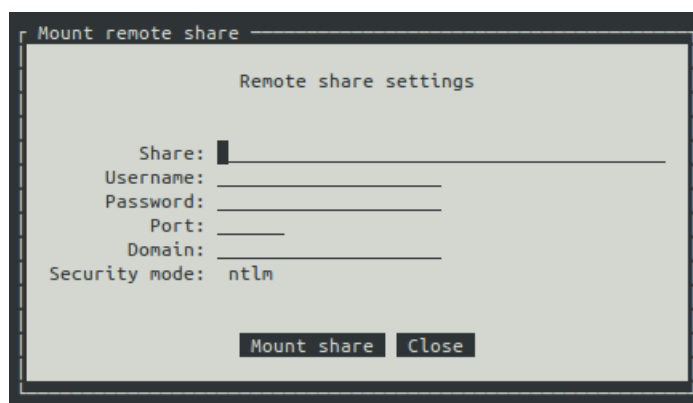 Mount remote share
Remote share settings
Share:
Username:
Password:
Port:
Domain:
Security mode: ntlm
Mount share Close